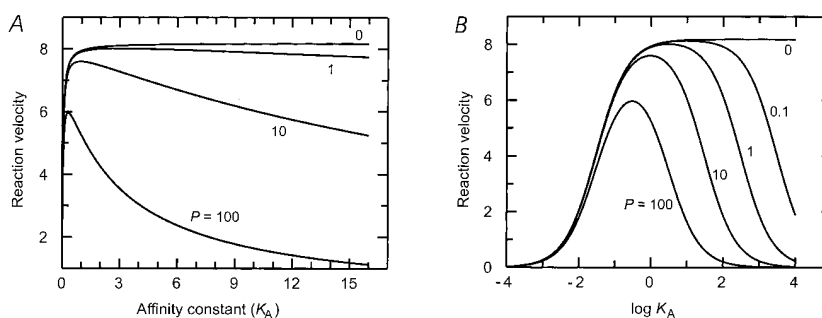 A
Reaction velocity
8
6
4
2
0
1
10
P = 100
0 3 6 9 12 15
Affinity constant (KA)
B
Reaction velocity
8
6
4
2
0
0
0.1
1
10
P = 100
−4 −2 0 2 4
log KA